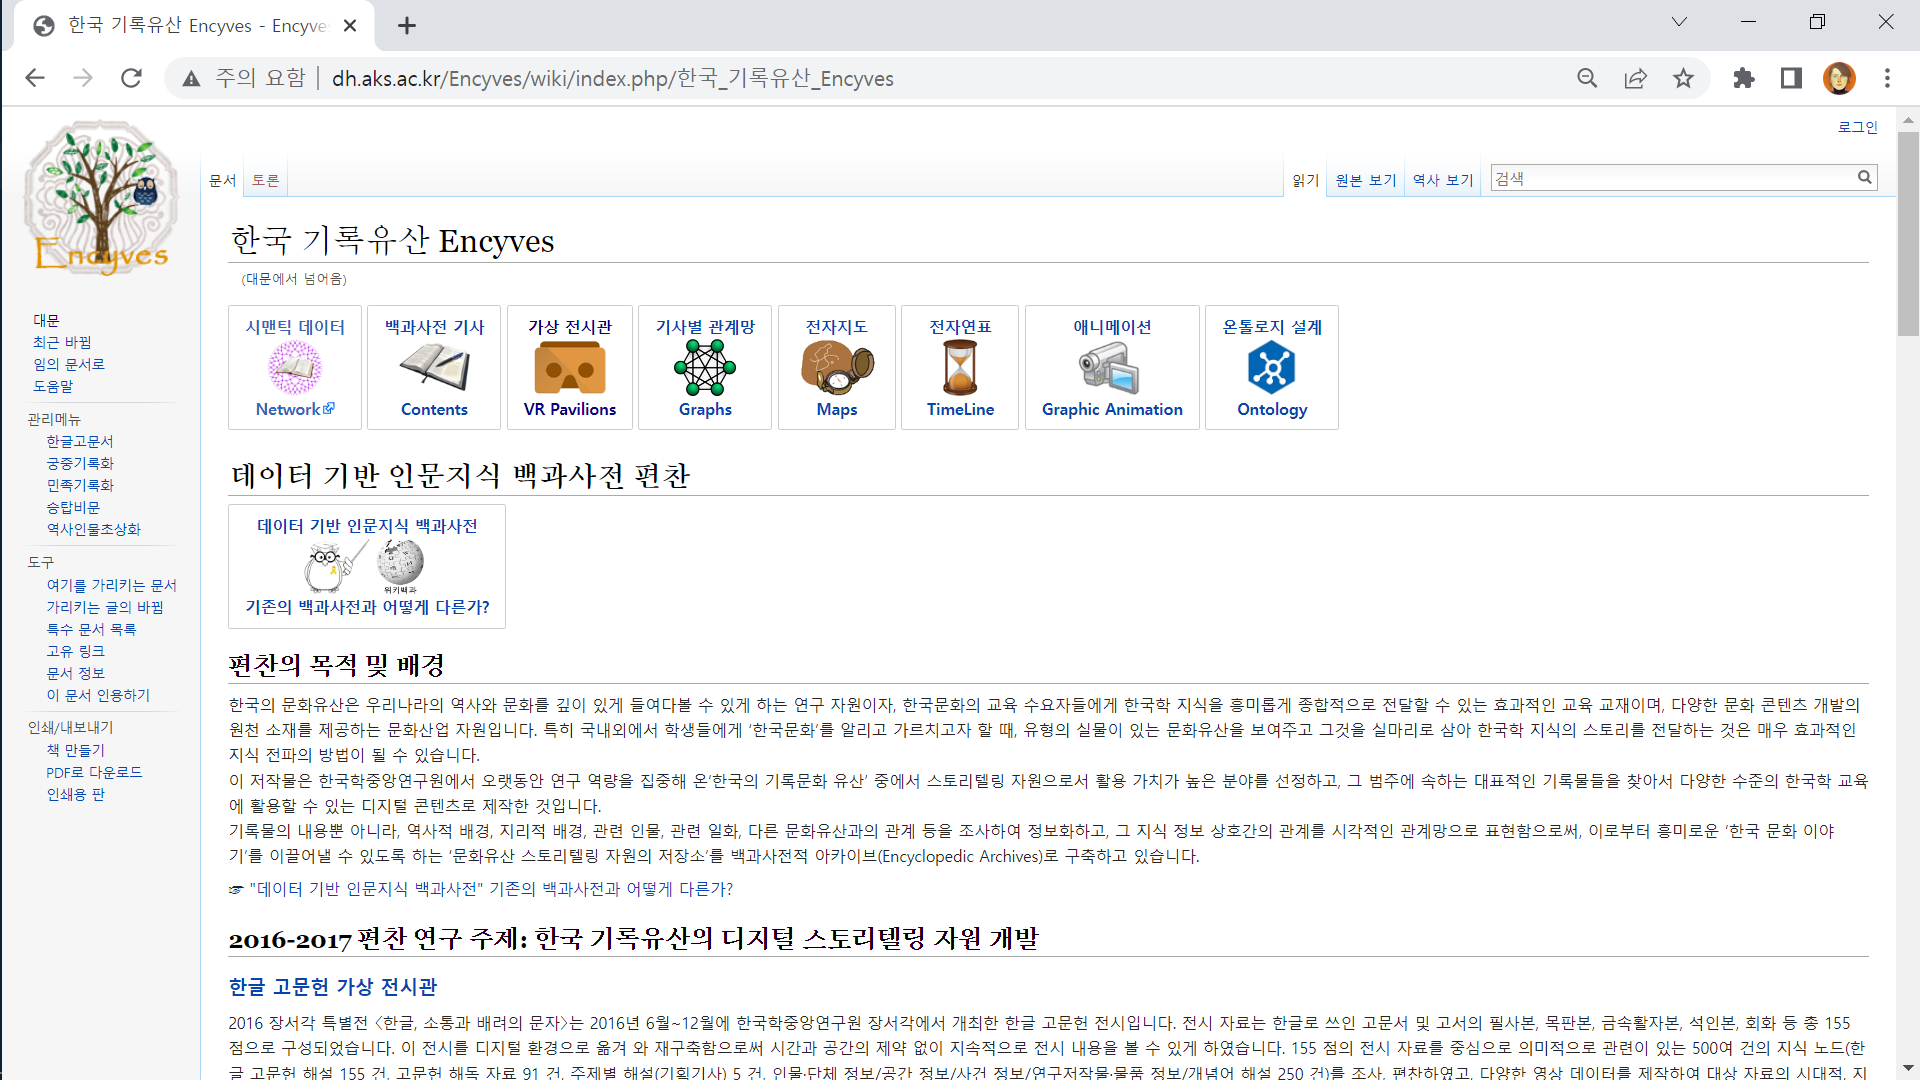 한국 기록유산 Encyves - Encyve
주의 요함 | dh.aks.ac.kr/Encyves/wiki/index.php/한국_기록유산_Encyves
로그인
Encyves
문서 토론 읽기 원본 보기 역사 보기 검색
한국 기록유산 Encyves
(대문에서 넘어옴)
시맨틱 데이터 백과사전 기사 가상 전시관 기사별 관계망 전자지도 전자연표 애니메이션 온톨로지 설계
Network Contents VR Pavilions Graphs Maps TimeLine Graphic Animation Ontology
대문
최근 바뀜
임의 문서로
도움말
관리메뉴
한글고문서
궁중기록화
민족기록화
승탑비문
역사인물초상화
도구
여기를 가리키는 문서
가리키는 글의 바뀜
특수 문서 목록
고유 링크
문서 정보
이 문서 인용하기
인쇄/내보내기
책 만들기
PDF로 다운로드
인쇄용 판
데이터 기반 인문지식 백과사전 편찬
데이터 기반 인문지식 백과사전
위키백과
기존의 백과사전과 어떻게 다른가?
편찬의 목적 및 배경
한국의 문화유산은 우리나라의 역사와 문화를 깊이 있게 들여다볼 수 있게 하는 연구 자원이자, 한국문화의 교육 수요자들에게 한국학 지식을 흥미롭게 종합적으로 전달할 수 있는 효과적인 교육 교재이며, 다양한 문화 콘텐츠 개발의
원천 소재를 제공하는 문화산업 자원입니다. 특히 국내외에서 학생들에게 ‘한국문화’를 알리고 가르치고자 할 때, 유형의 실물이 있는 문화유산을 보여주고 그것을 실마리로 삼아 한국학 지식의 스토리를 전달하는 것은 매우 효과적인
지식 전파의 방법이 될 수 있습니다.
이 저작물은 한국학중앙연구원에서 오랫동안 연구 역량을 집중해 온‘한국의 기록문화 유산’ 중에서 스토리텔링 자원으로서 활용 가치가 높은 분야를 선정하고, 그 범주에 속하는 대표적인 기록물들을 찾아서 다양한 수준의 한국학 교육
에 활용할 수 있는 디지털 콘텐츠로 제작한 것입니다.
기록물의 내용뿐 아니라, 역사적 배경, 지리적 배경, 관련 인물, 관련 일화, 다른 문화유산과의 관계 등을 조사하여 정보화하고, 그 지식 정보 상호간의 관계를 시각적인 관계망으로 표현함으로써, 이로부터 흥미로운 ‘한국 문화 이야
기’를 이끌어낼 수 있도록 하는 ‘문화유산 스토리텔링 자원의 저장소’를 백과사전적 아카이브(Encyclopedic Archives)로 구축하고 있습니다.
☞ "데이터 기반 인문지식 백과사전" 기존의 백과사전과 어떻게 다른가?
2016-2017 편찬 연구 주제: 한국 기록유산의 디지털 스토리텔링 자원 개발
한글 고문헌 가상 전시관
2016 장서각 특별전 <한글, 소통과 배려의 문자>는 2016년 6월~12월에 한국학중앙연구원 장서각에서 개최한 한글 고문헌 전시입니다. 전시 자료는 한글로 쓰인 고문서 및 고서의 필사본, 목판본, 금속활자본, 석인본, 회화 등 총 155
점으로 구성되었습니다. 이 전시를 디지털 환경으로 옮겨 와 재구축함으로써 시간과 공간의 제약 없이 지속적으로 전시 내용을 볼 수 있게 하였습니다. 155 점의 전시 자료를 중심으로 의미적으로 관련이 있는 500여 건의 지식 노드(한
글 고문헌 해설 155 건, 고문헌 해독 자료 91 건, 주제별 해설(기획기사) 5 건, 인물·단체 정보/공간 정보/사건 정보/연구저작물·물품 정보/개념어 해설 250 건)를 조사, 편찬하였고, 다양한 영상 데이터를 제작하여 대상 자료의 시대적, 지